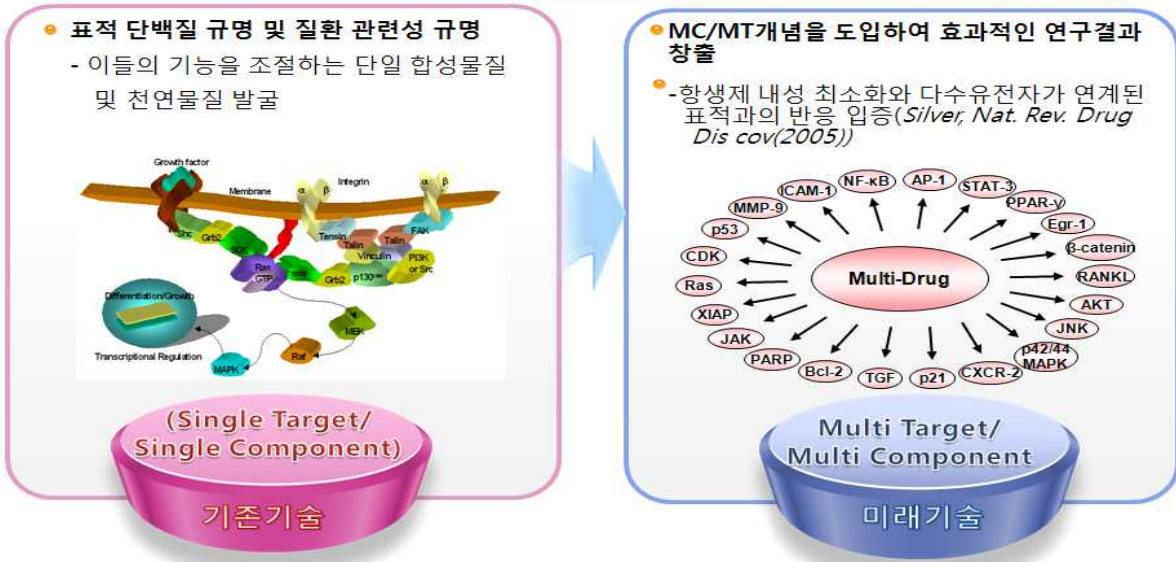 표적 단백질 규명 및 질환 관련성 규명
- 이들의 기능을 조절하는 단일 합성물질
및 천연물질 발굴
Growth factor
Membrane
Integrin
α
β
α
β
Shc
Grb2
SOS
Ras
GTP
SOS
Grb2
p130cas
Tensin
Talin
Vinculin
Talin
FAK
PI3K
or Src
Differentiation/Growth
Transcriptional Regulation
MAPK
Raf
MEK
(Single Target/
Single Component)
기존기술
MC/MT개념을 도입하여 효과적인 연구결과
창출
-항생제 내성 최소화와 다수유전자가 연계된
표적과의 반응 입증(Silver, Nat. Rev. Drug
Dis cov(2005))
Multi-Drug
NF-κB
AP-1
STAT-3
PPAR-γ
Egr-1
β-catenin
RANKL
AKT
JNK
p42/44
MAPK
CXCR-2
p21
TGF
Bcl-2
PARP
JAK
XIAP
Ras
CDK
p53
MMP-9
ICAM-1
Multi Target/
Multi Component
미래기술